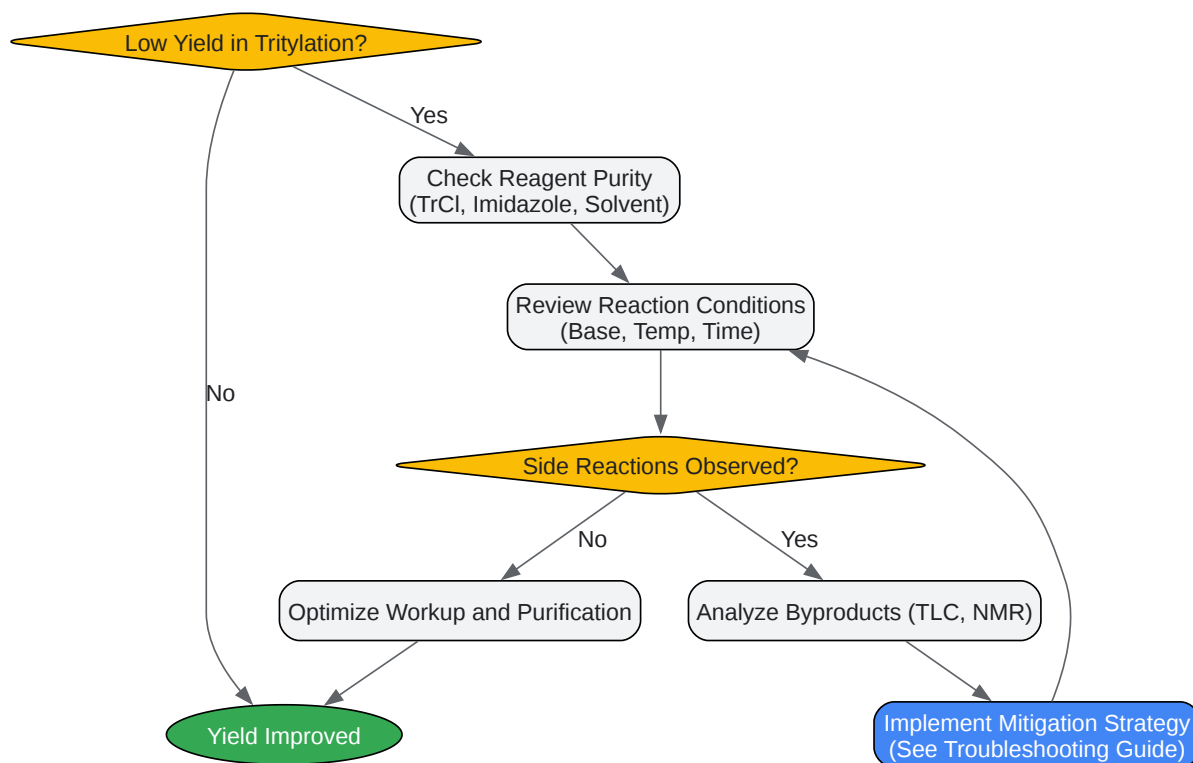 Low Yield in Tritylation?
Yes
Check Reagent Purity
(TrCl, Imidazole, Solvent)
Review Reaction Conditions
(Base, Temp, Time)
No
Side Reactions Observed?
No
Yes
Optimize Workup and Purification
Analyze Byproducts (TLC, NMR)
Yield Improved
Implement Mitigation Strategy
(See Troubleshooting Guide)